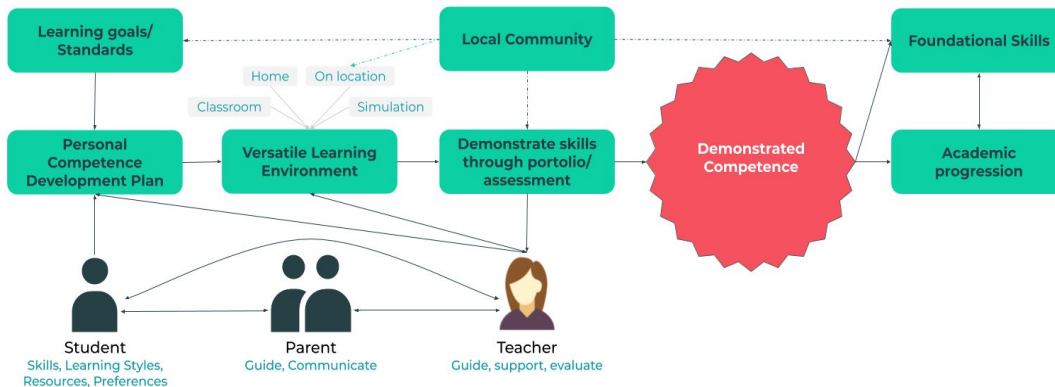 Learning goals/
Standards
Local Community
Foundational Skills
Home
On location
Classroom
Simulation
Personal
Competence
Development Plan
Versatile Learning
Environment
Demonstrate skills
through portolio/
assessment
Demonstrated
Competence
Academic
progression
Student
Skills, Learning Styles,
Resources, Preferences
Parent
Guide, Communicate
Teacher
Guide, support, evaluate